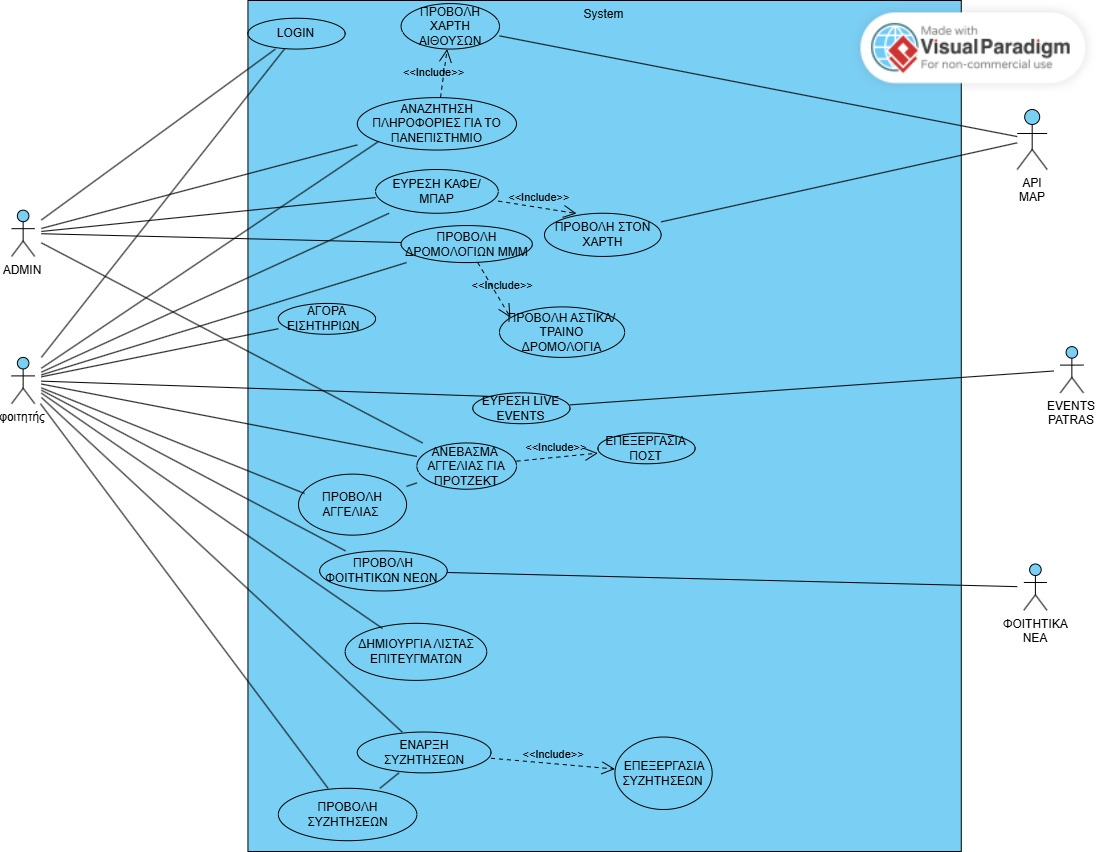 System
Made with
VisualParadigm
For non-commercial use
LOGIN
ΠΡΟΒΟΛΗ
ΧΑΡΤΗ
ΑΙΘΟΥΣΩΝ
<<Include>>
ΑΝΑΖΗΤΗΣΗ
ΠΛΗΡΟΦΟΡΙΕΣ ΓΙΑ ΤΟ
ΠΑΝΕΠΙΣΤΗΜΙΟ
API
MAP
ΕΥΡΕΣΗ ΚΑΦΕ/
ΜΠΑΡ
<<Include>>
ΠΡΟΒΟΛΗ ΣΤΟΝ
ΧΑΡΤΗ
ADMIN
ΠΡΟΒΟΛΗ
ΔΡΟΜΟΛΟΓΙΩΝ ΜΜΜ
<<Include>>
ΑΓΟΡΑ
ΕΙΣΗΤΗΡΙΩΝ
ΠΡΟΒΟΛΗ ΑΣΤΙΚΑ/
ΤΡΑΙΝΟ
ΔΡΟΜΟΛΟΓΙΑ
φοιτητής
ΕΥΡΕΣΗ LIVE
EVENTS
EVENTS
PATRAS
ΑΝΕΒΑΣΜΑ
ΑΓΓΕΛΙΑΣ ΓΙΑ
ΠΡΟΤΖΕΚΤ
<<Include>>
ΕΠΕΞΕΡΓΑΣΙΑ
ΠΟΣΤ
ΠΡΟΒΟΛΗ
ΑΓΓΕΛΙΑΣ
ΠΡΟΒΟΛΗ
ΦΟΙΤΗΤΙΚΩΝ ΝΕΩΝ
ΦΟΙΤΗΤΙΚΑ
ΝΕΑ
ΔΗΜΙΟΥΡΓΙΑ ΛΙΣΤΑΣ
ΕΠΙΤΕΥΓΜΑΤΩΝ
ΕΝΑΡΞΗ
ΣΥΖΗΤΗΣΕΩΝ
<<Include>>
ΕΠΕΞΕΡΓΑΣΙΑ
ΣΥΖΗΤΗΣΕΩΝ
ΠΡΟΒΟΛΗ
ΣΥΖΗΤΗΣΕΩΝ